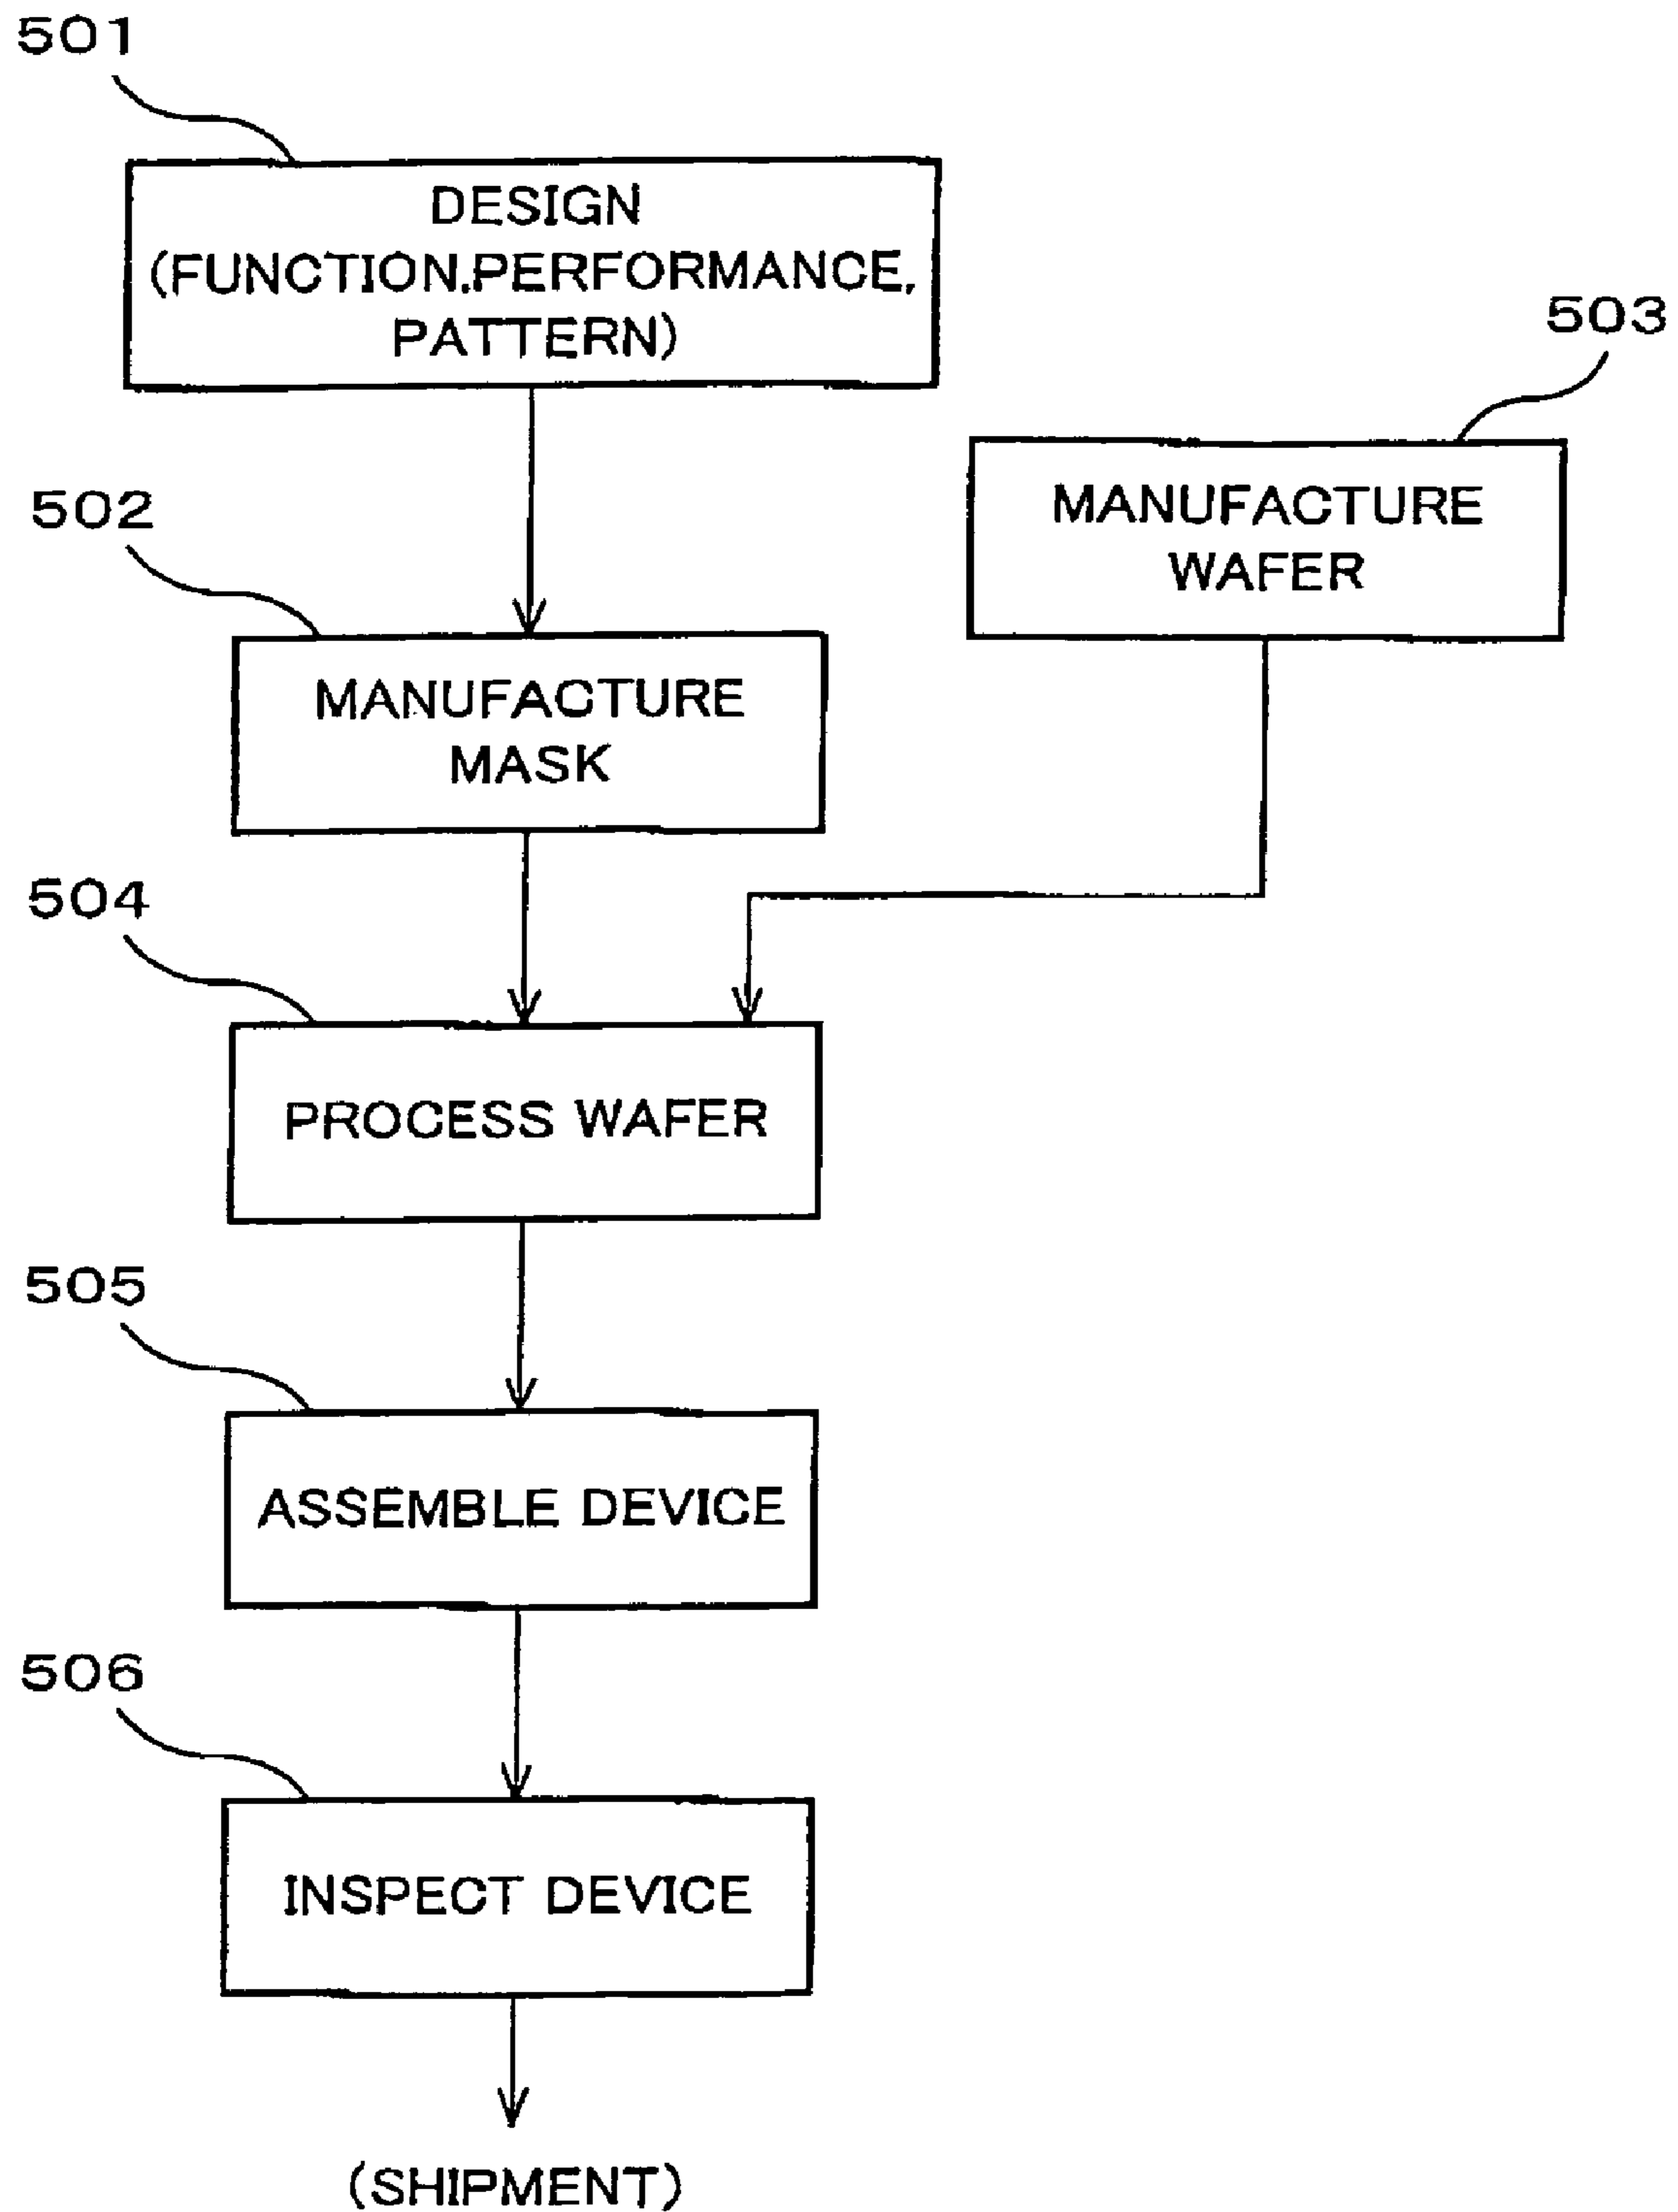 501
DESIGN
(FUNCTION.PERFORMANCE,
PATTERN)
503
MANUFACTURE
WAFER
502
MANUFACTURE
MASK
504
PROCESS WAFER
505
ASSEMBLE DEVICE
506
INSPECT DEVICE
(SHIPMENT)